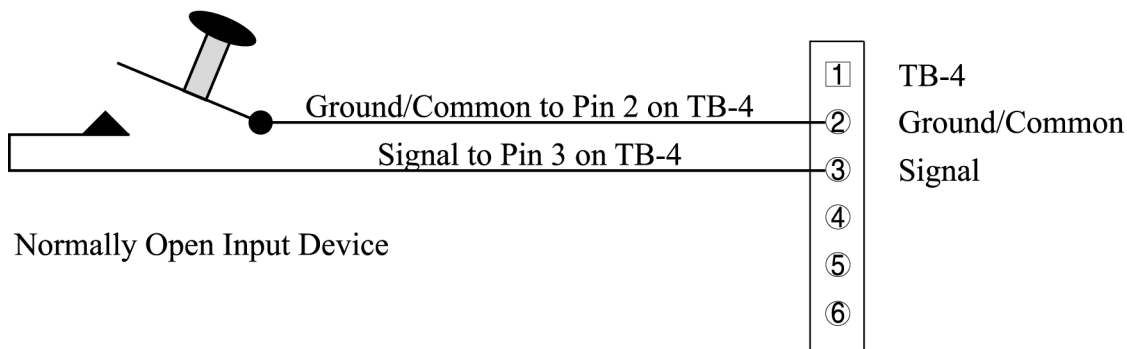 1 TB-4
Ground/Common to Pin 2 on TB-4 2 Ground/Common
Signal to Pin 3 on TB-4 3 Signal
4
Normally Open Input Device
5
6